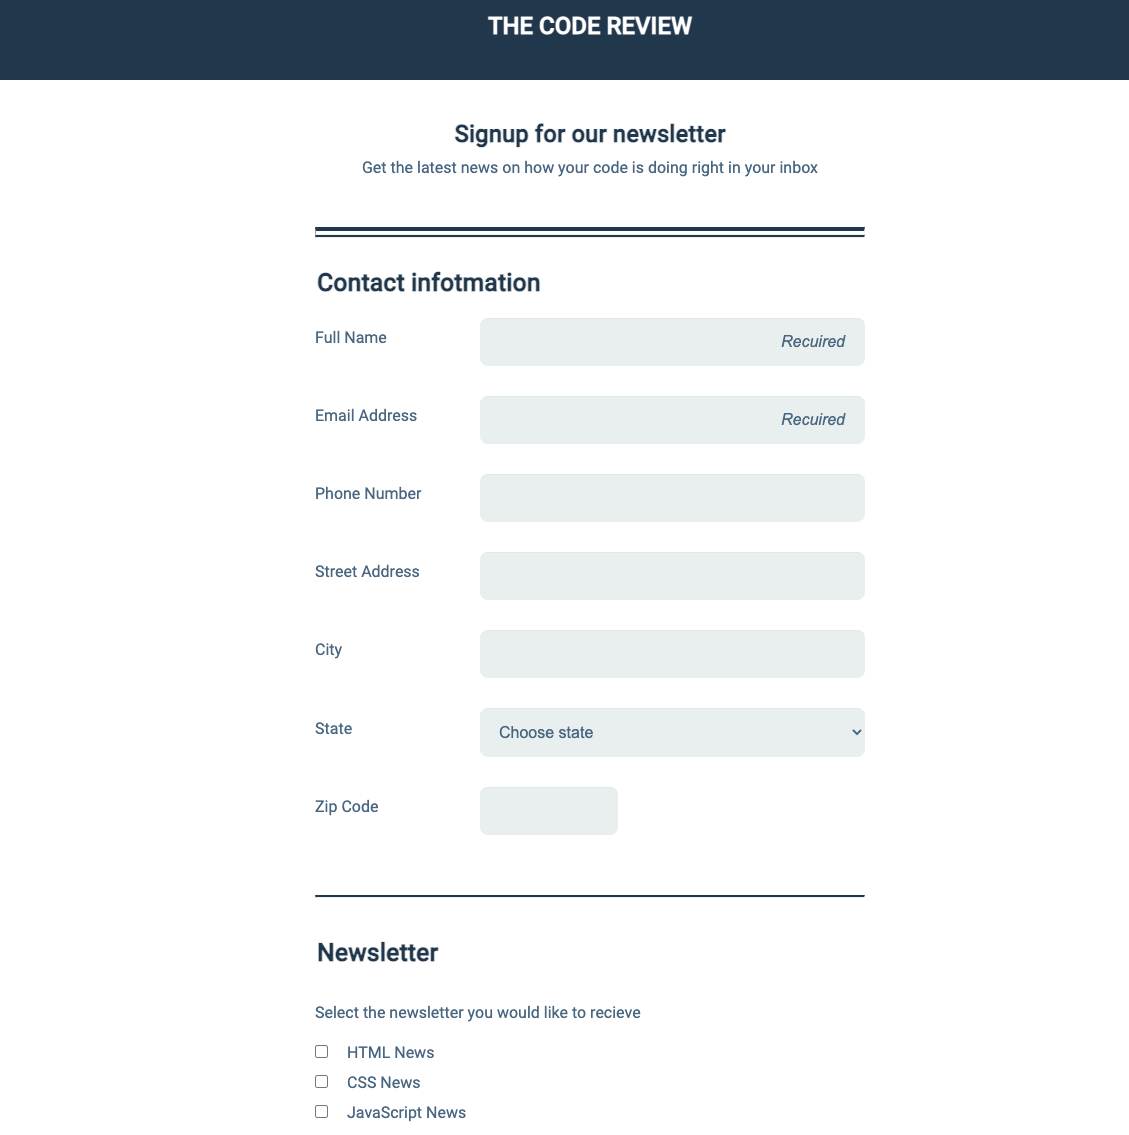 THE CODE REVIEW
Signup for our newsletter
Get the latest news on how your code is doing right in your inbox
Contact infotmation
Full Name
Recuired
Email Address
Recuired
Phone Number
Street Address
City
State
Choose state
Zip Code
Newsletter
Select the newsletter you would like to recieve
HTML News
CSS News
JavaScript News